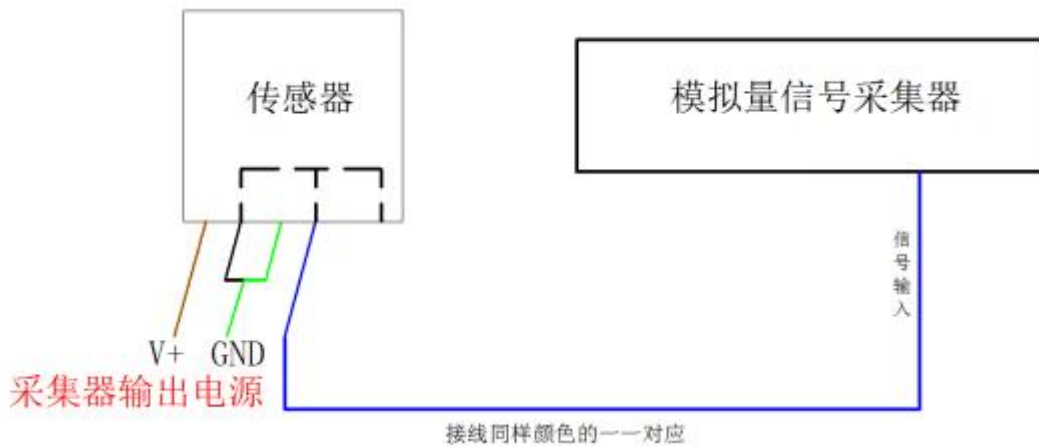 传感器
模拟量信号采集器
信号输入
V+ GND
采集器输出电源
接线同样颜色的一一对应